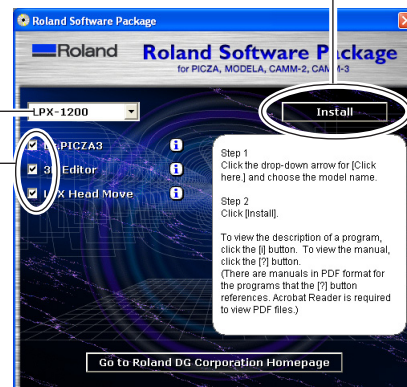 Roland Software Package
Roland
Roland Software Package
for PICZA, MODELA, CAMM-2, CAMM-3
LPX-1200
Install
3D Editor
LPX Head Move
Step 1
Click the drop-down arrow for [Click
here.] and choose the model name.
Step 2
Click [Install].
To view the description of a program,
click the [i] button. To view the manual,
click the [?] button.
(There are manuals in PDF format for
the programs that the [?] button
references. Acrobat Reader is required
to view PDF files.)
Go to Roland DG Corporation Homepage